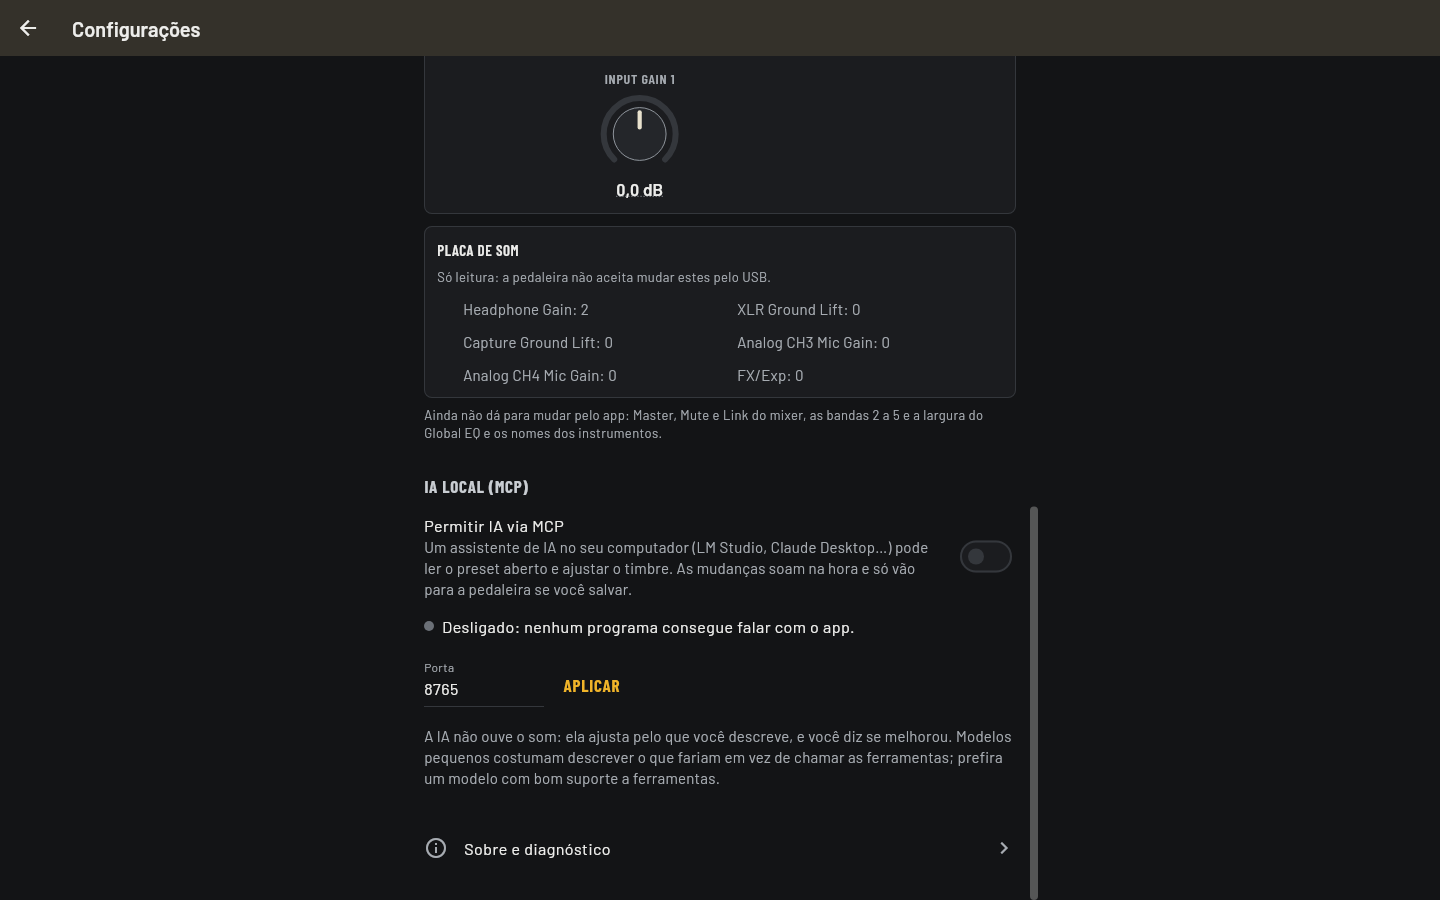 Configurações
INPUT GAIN 1
0,0 dB
PLACA DE SOM
Só leitura: a pedaleira não aceita mudar estes pelo USB.
Headphone Gain: 2
XLR Ground Lift: 0
Capture Ground Lift: 0
Analog CH3 Mic Gain: 0
Analog CH4 Mic Gain: 0
FX/Exp: 0
Ainda não dá para mudar pelo app: Master, Mute e Link do mixer, as bandas 2 a 5 e a largura do
Global EQ e os nomes dos instrumentos.
IA LOCAL (MCP)
Permitir IA via MCP
Um assistente de IA no seu computador (LM Studio, Claude Desktop...) pode
ler o preset aberto e ajustar o timbre. As mudanças soam na hora e só vão
para a pedaleira se você salvar.
Desligado: nenhum programa consegue falar com o app.
Porta
8765
APLICAR
A IA não ouve o som: ela ajusta pelo que você descreve, e você diz se melhorou. Modelos
pequenos costumam descrever o que fariam em vez de chamar as ferramentas; prefira
um modelo com bom suporte a ferramentas.
Sobre e diagnóstico